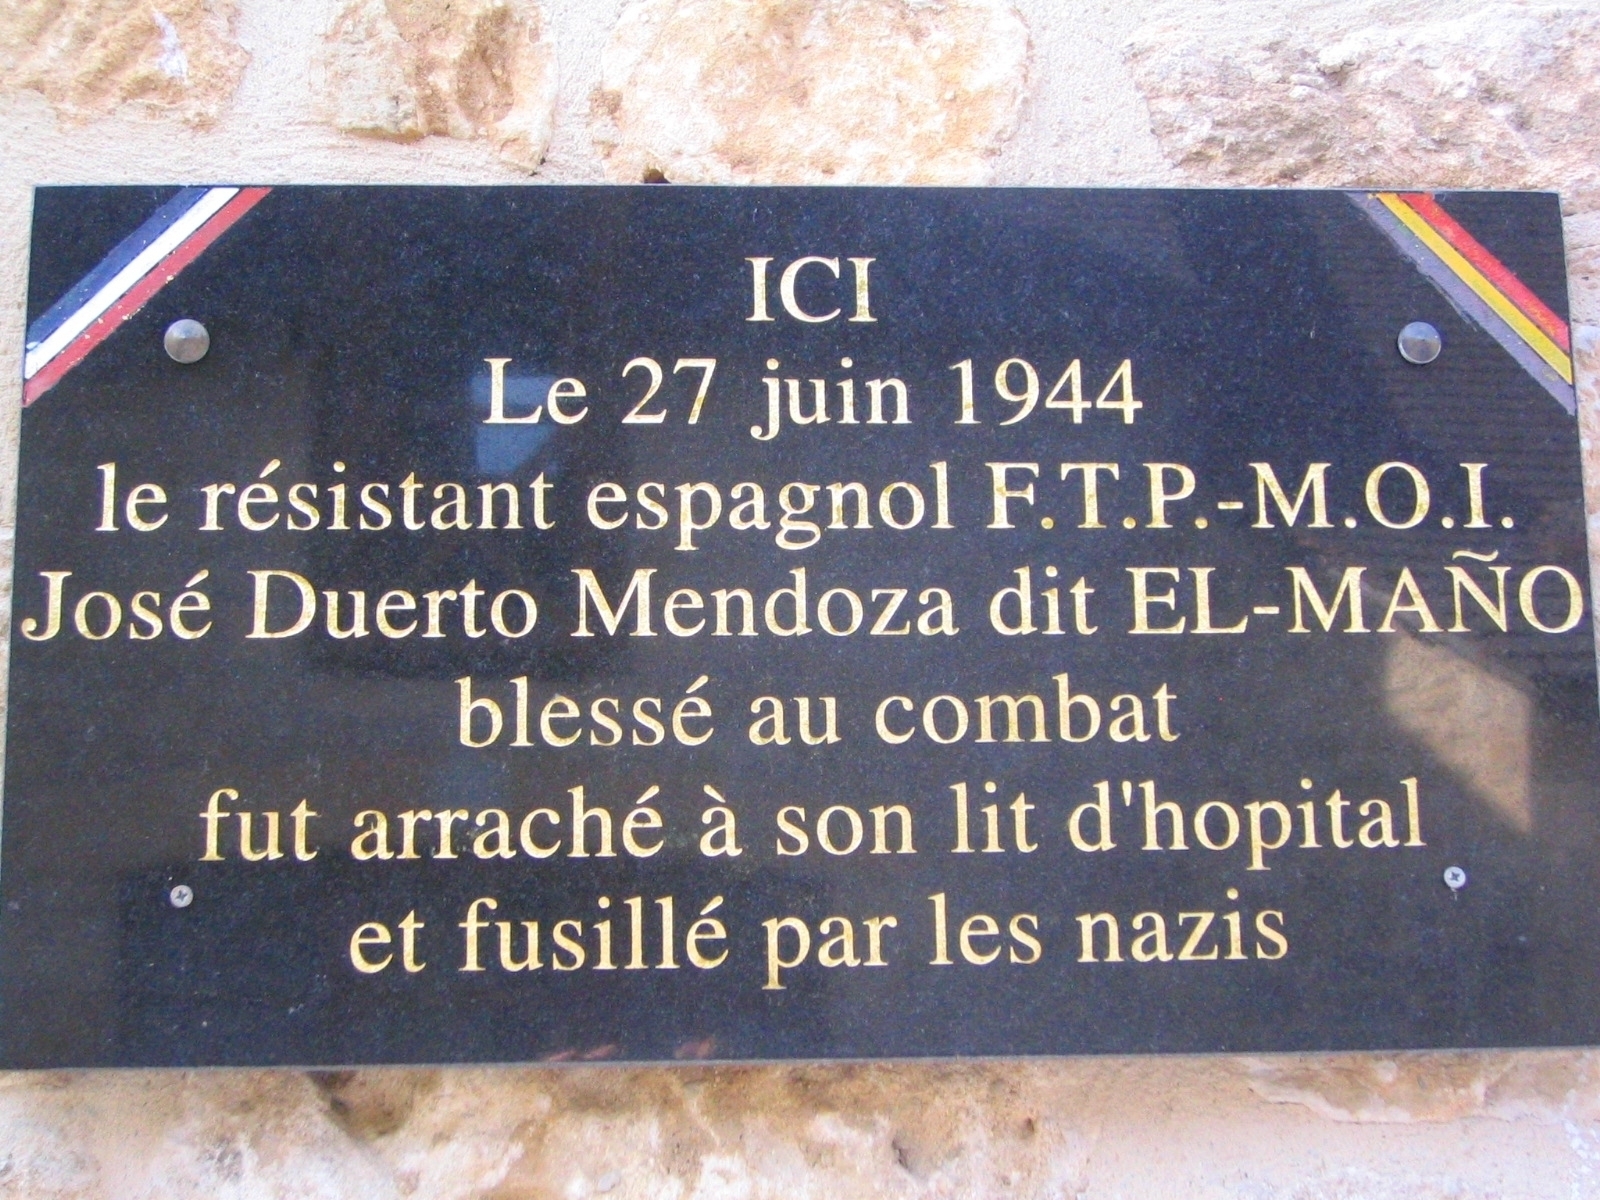 ICI
Le 27 juin 1944
le résistant espagnol F.T.P.-M.O.I.
José Duerto Mendoza dit EL-MAÑO
blessé au combat
fut arraché à son lit d'hopital
et fusillé par les nazis